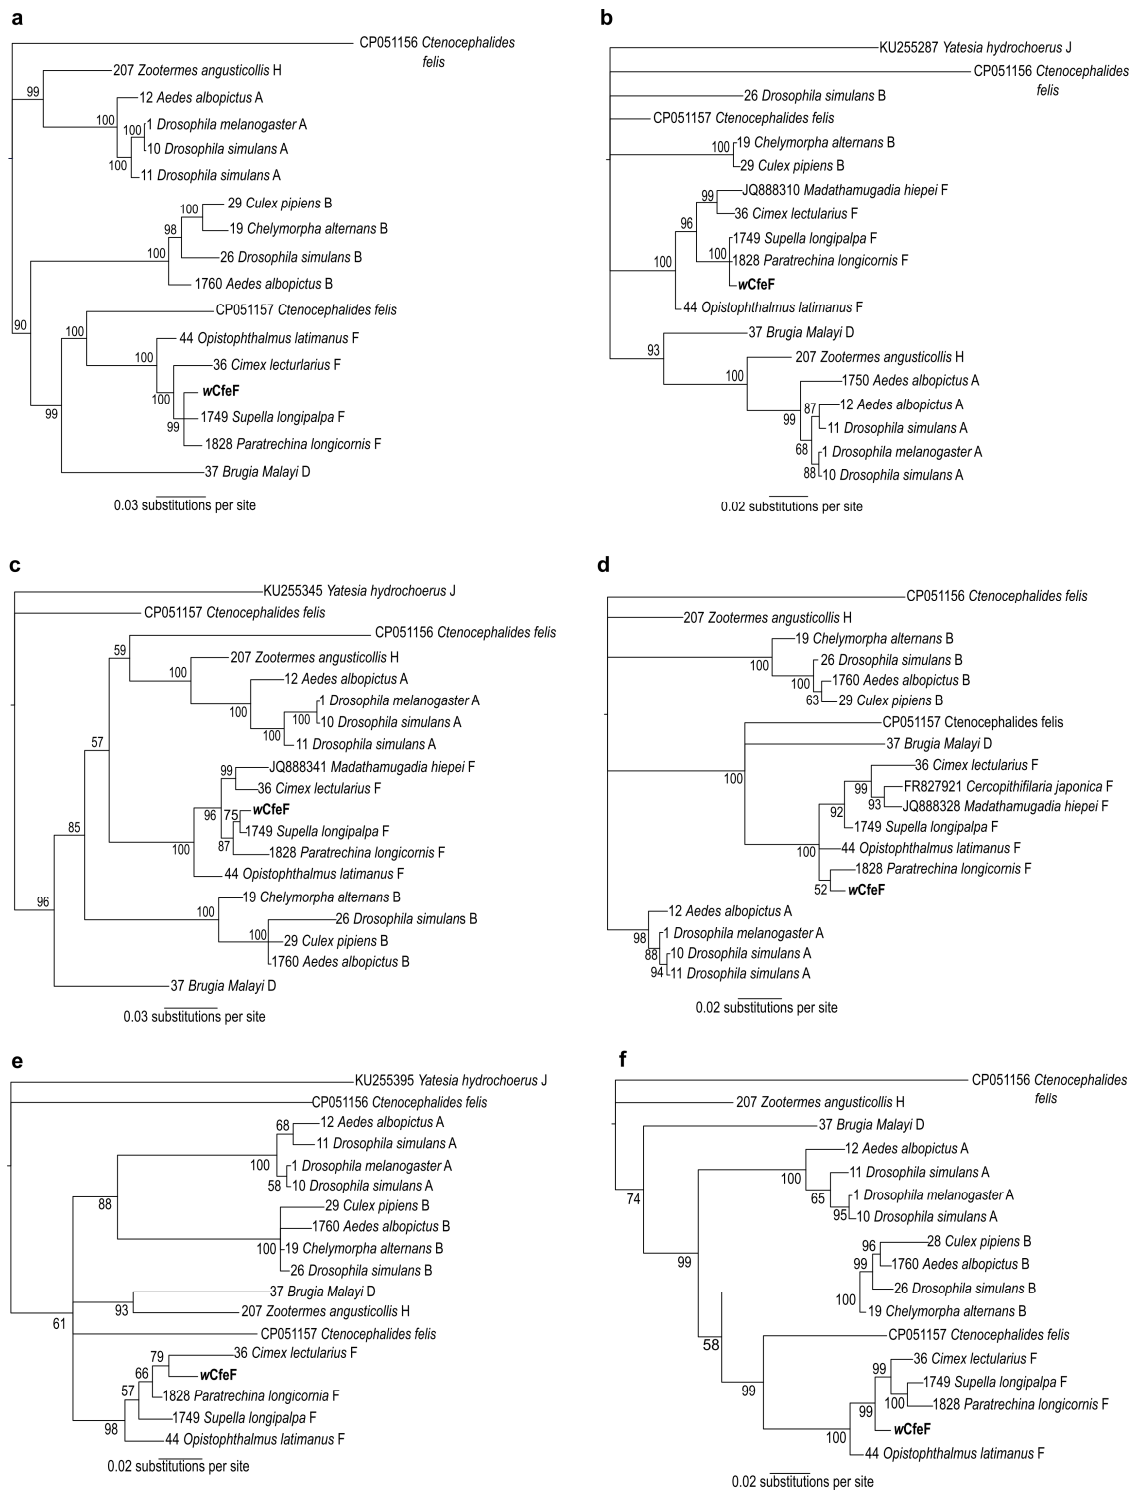 a
CP051156 Ctenocephalides
felis
207 Zootermes angusticollis H
99
12 Aedes albopictus A
100
1 Drosophila melanogaster A
100
10 Drosophila simulans A
100
11 Drosophila simulans A
29 Culex pipiens B
100
19 Chelymorpha alternans B
98
26 Drosophila simulans B
100
1760 Aedes albopictus B
CP051157 Ctenocephalides felis
90
100
44 Opistophthalmus latimanus F
100
36 Cimex lecturlarius F
wCfeF
100
1749 Supella longipalpa F
99
99
1828 Paratrechina longicornis F
37 Brugia Malayi D
0.03 substitutions per site
b
KU255287 Yatesia hydrochoerus J
CP051156 Ctenocephalides
felis
26 Drosophila simulans B
CP051157 Ctenocephalides felis
19 Chelymorpha alternans B
100
29 Culex pipiens B
JQ888310 Madathamugadia hiepei F
99
36 Cimex lectularius F
96
1749 Supella longipalpa F
100
1828 Paratrechina longicornis F
100
wCfeF
44 Opistophthalmus latimanus F
37 Brugia Malayi D
93
207 Zootermes angusticollis H
100
1750 Aedes albopictus A
12 Aedes albopictus A
87
99
11 Drosophila simulans A
68
1 Drosophila melanogaster A
88
10 Drosophila simulans A
0.02 substitutions per site
c
KU255345 Yatesia hydrochoerus J
CP051157 Ctenocephalides felis
CP051156 Ctenocephalides felis
59
207 Zootermes angusticollis H
100
12 Aedes albopictus A
100
1 Drosophila melanogaster A
100
10 Drosophila simulans A
100
11 Drosophila simulans A
57
JQ888341 Madathamugadia hiepei F
99
36 Cimex lectularius F
wCfeF
96
75
1749 Supella longipalpa F
85
87
100
1828 Paratrechina longicornis F
44 Opistophthalmus latimanus F
19 Chelymorpha alternans B
96
100
26 Drosophila simulans B
100
29 Culex pipiens B
1760 Aedes albopictus B
37 Brugia Malayi D
0.03 substitutions per site
d
CP051156 Ctenocephalides felis
207 Zootermes angusticollis H
19 Chelymorpha alternans B
100
26 Drosophila simulans B
100
1760 Aedes albopictus B
63
29 Culex pipiens B
CP051157 Ctenocephalides felis
37 Brugia Malayi D
100
36 Cimex lectularius F
99
FR827921 Cercopithifilaria japonica F
93
JQ888328 Madathamugadia hiepei F
92
1749 Supella longipalpa F
100
44 Opistophthalmus latimanus F
1828 Paratrechina longicornis F
52
wCfeF
12 Aedes albopictus A
98
1 Drosophila melanogaster A
88
10 Drosophila simulans A
94
11 Drosophila simulans A
0.02 substitutions per site
e
KU255395 Yatesia hydrochoerus J
CP051156 Ctenocephalides felis
12 Aedes albopictus A
68
11 Drosophila simulans A
100
1 Drosophila melanogaster A
58
10 Drosophila simulans A
88
29 Culex pipiens B
1760 Aedes albopictus B
100
19 Chelymorpha alternans B
26 Drosophila simulans B
37 Brugia Malayi D
93
207 Zootermes angusticollis H
61
CP051157 Ctenocephalides felis
36 Cimex lectularius F
79
wCfeF
66
1828 Paratrechina longicornia F
57
1749 Supella longipalpa F
98
44 Opistophthalmus latimanus F
0.02 substitutions per site
f
CP051156 Ctenocephalides
felis
207 Zootermes angusticollis H
37 Brugia Malayi D
12 Aedes albopictus A
100
11 Drosophila simulans A
74
65
1 Drosophila melanogaster A
95
10 Drosophila simulans A
28 Culex pipiens B
96
99
1760 Aedes albopictus B
99
26 Drosophila simulans B
100
19 Chelymorpha alternans B
CP051157 Ctenocephalides felis
58
36 Cimex lectularius F
99
1749 Supella longipalpa F
99
100
1828 Paratrechina longicornis F
99
wCfeF
100
44 Opistophthalmus latimanus F
0.02 substitutions per site